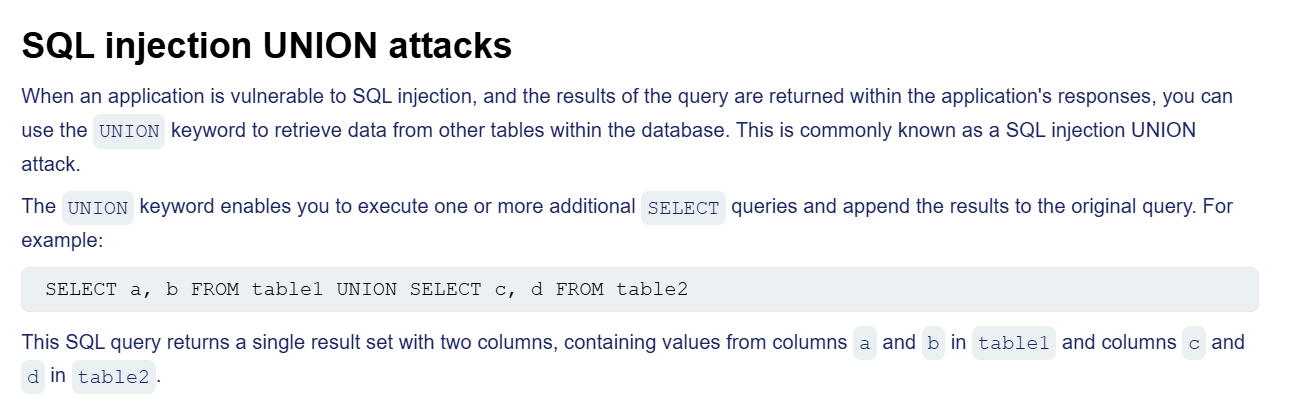 SQL injection UNION attacks
When an application is vulnerable to SQL injection, and the results of the query are returned within the application's responses, you can
use the UNION keyword to retrieve data from other tables within the database. This is commonly known as a SQL injection UNION
attack.
The UNION keyword enables you to execute one or more additional SELECT queries and append the results to the original query. For
example:
SELECT a, b FROM table1 UNION SELECT c, d FROM table2
This SQL query returns a single result set with two columns, containing values from columns a and b in table1 and columns c and
d in table2.